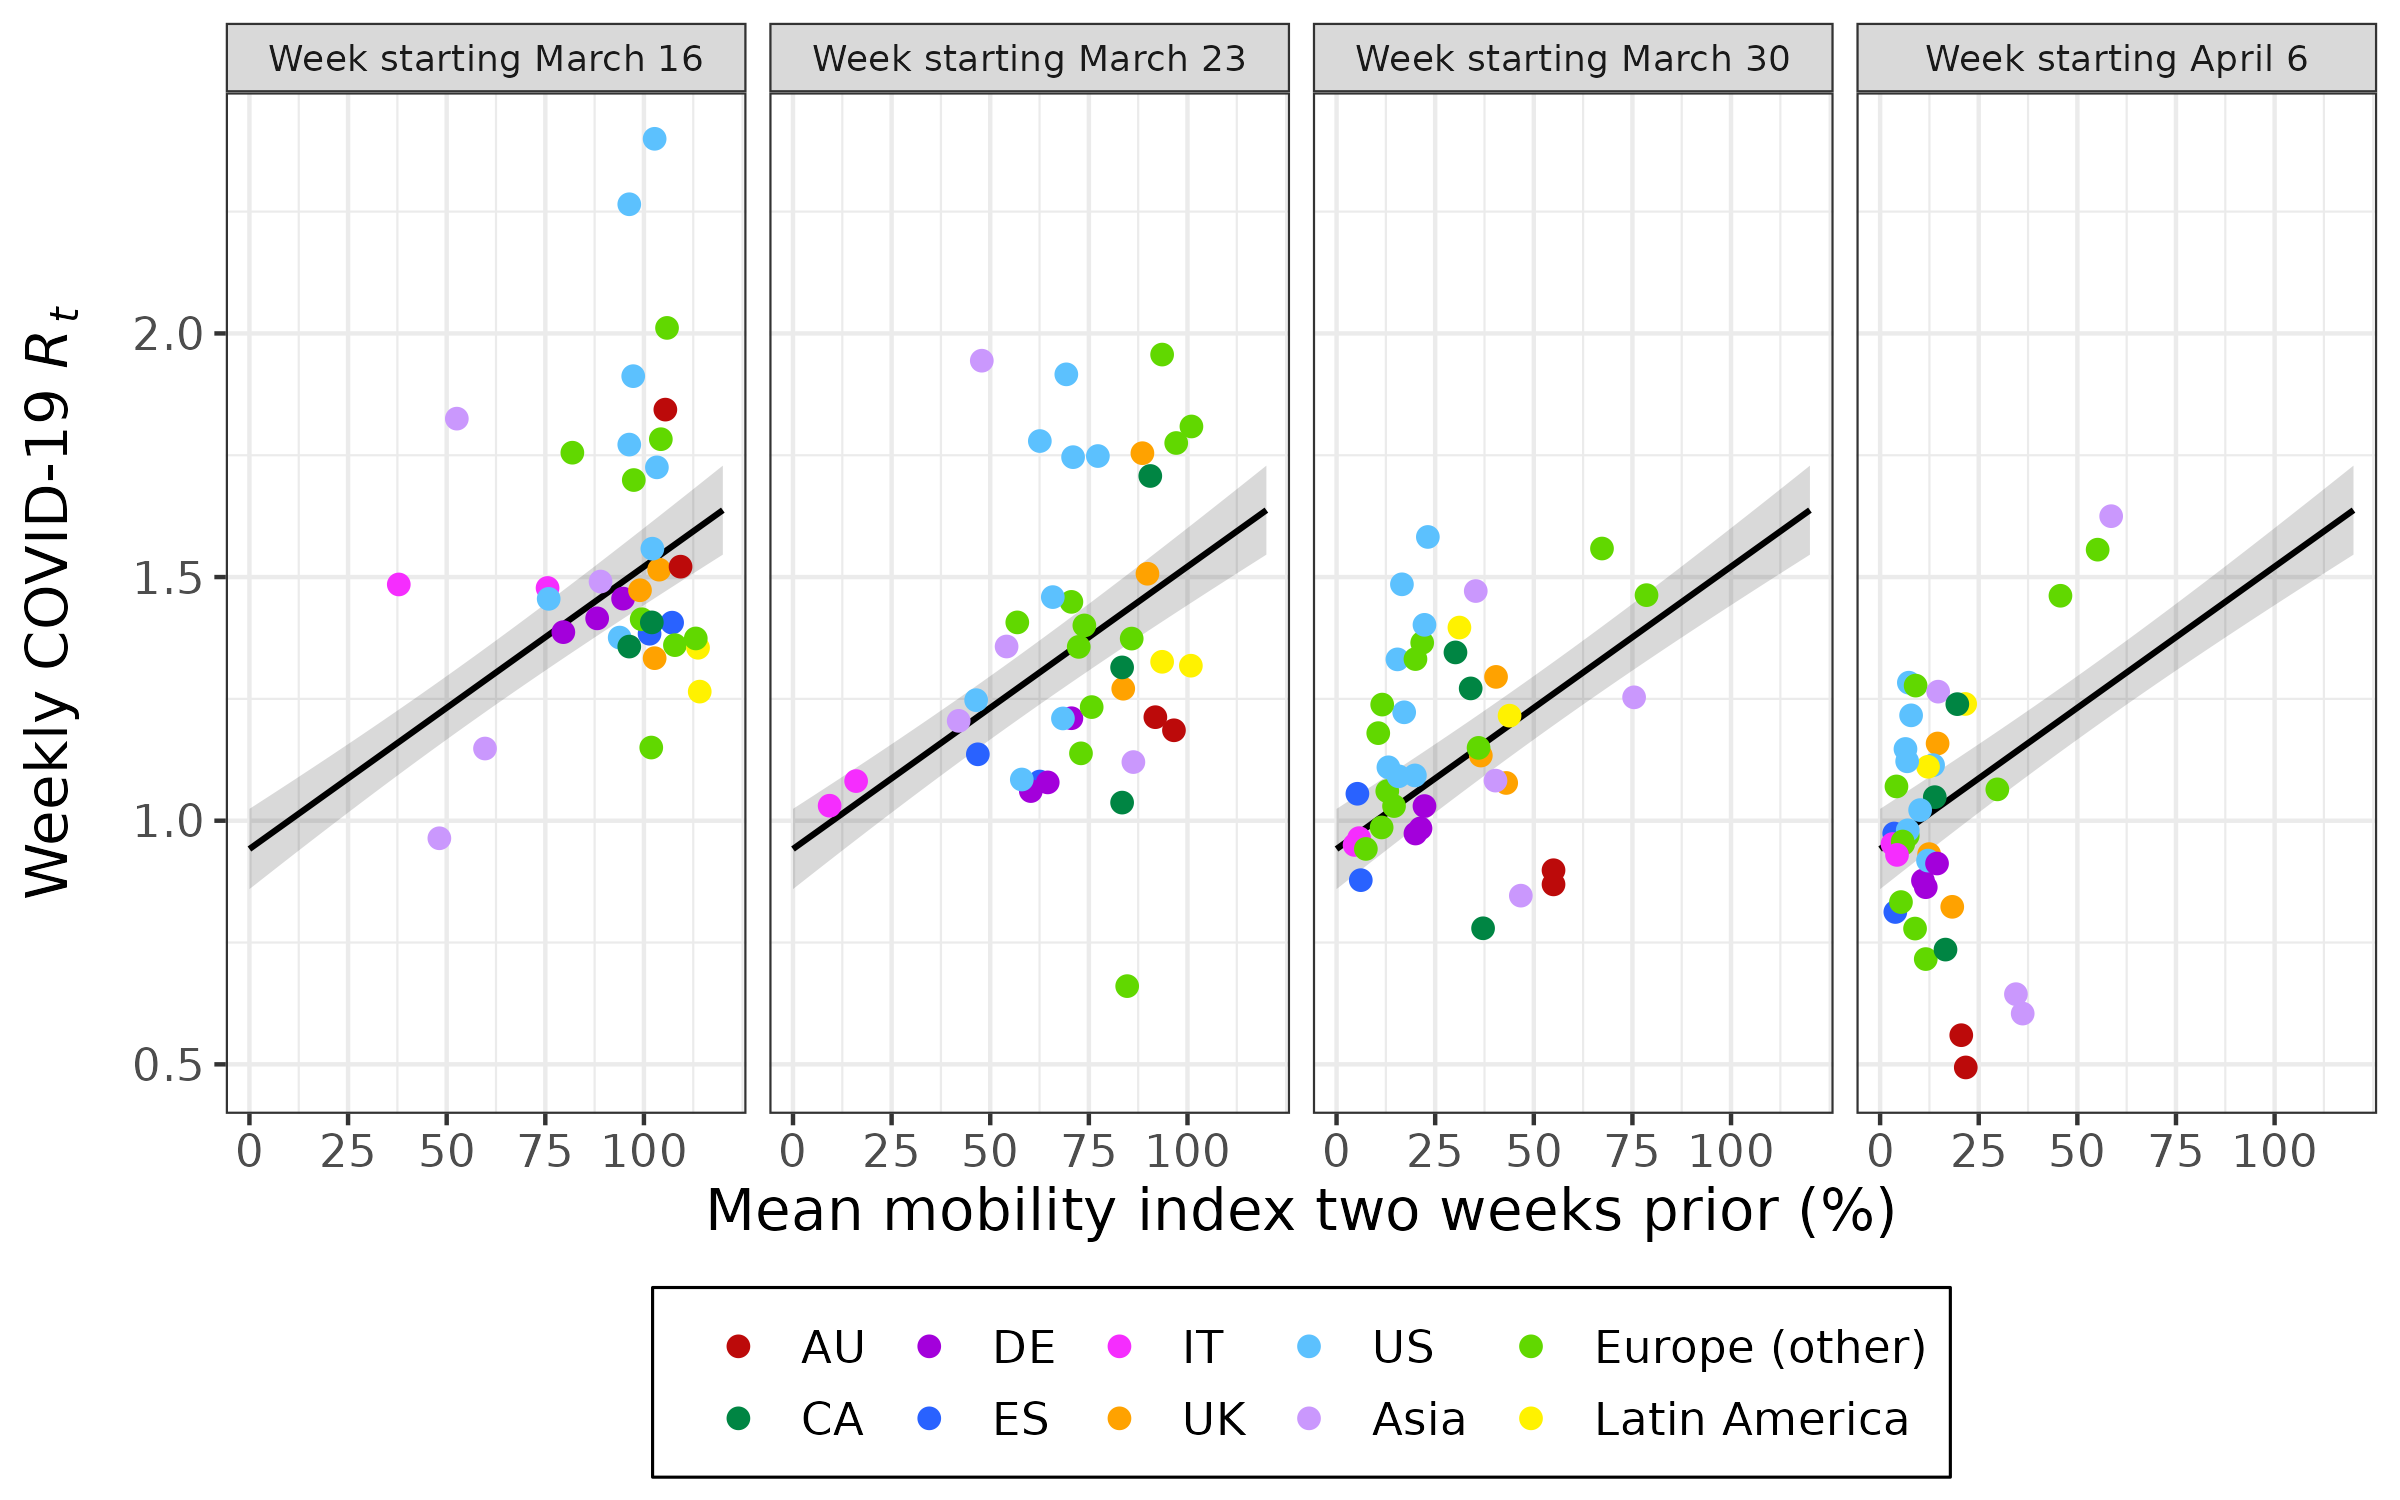 Week starting March 16
Week starting March 23
Week starting March 30
Week starting April 6
Weekly COVID-19 Rt
2.0
1.5
1.0
0.5
0 25 50 75 100
0 25 50 75 100
0 25 50 75 100
0 25 50 75 100
Mean mobility index two weeks prior (%)
AU DE IT US Europe (other)
CA ES UK Asia Latin America